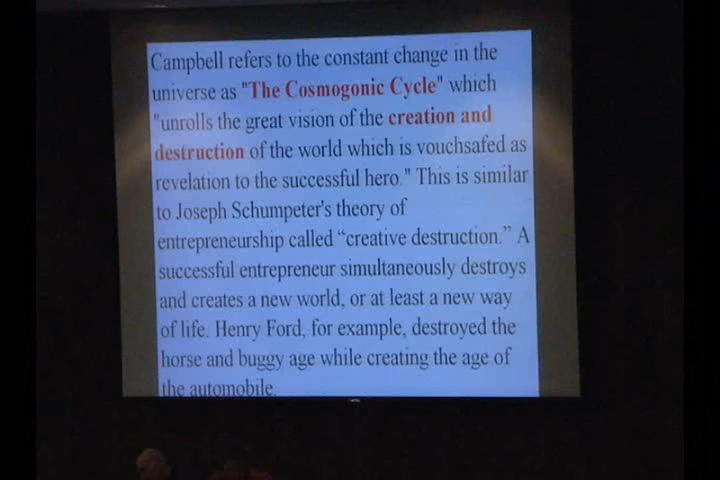 Campbell refers to the constant change in the
universe as "The Cosmogonic Cycle" which
"unrolls the great vision of the creation and
destruction of the world which is vouchsafed as
revelation to the successful hero." This is similar
to Joseph Schumpeter's theory of
entrepreneurship called “creative destruction.” A
successful entrepreneur simultaneously destroys
and creates a new world, or at least a new way
of life. Henry Ford, for example, destroyed the
horse and buggy age while creating the age of
the automobile.